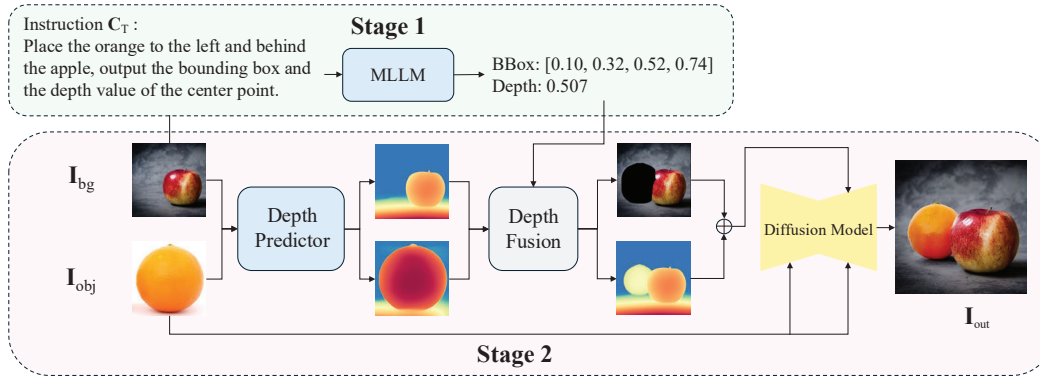 Stage 1
Instruction C_T :
Place the orange to the left and behind
the apple, output the bounding box and
the depth value of the center point.
MLLM
BBox: [0.10, 0.32, 0.52, 0.74]
Depth: 0.507
I_bg
I_obj
Depth
Predictor
Depth
Fusion
Diffusion Model
I_out
Stage 2